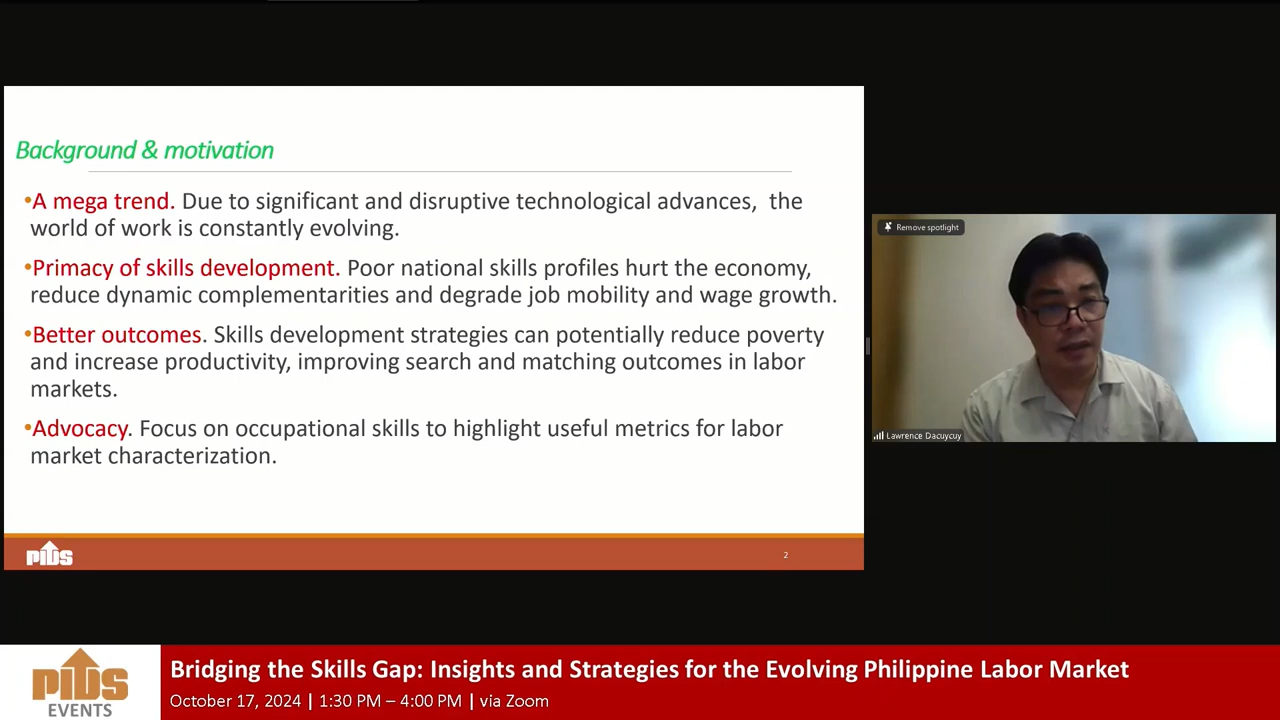 Background & motivation
•A mega trend. Due to significant and disruptive technological advances,  the
world of work is constantly evolving.
•Primacy of skills development. Poor national skills profiles hurt the economy,
reduce dynamic complementarities and degrade job mobility and wage growth.
•Better outcomes. Skills development strategies can potentially reduce poverty
and increase productivity, improving search and matching outcomes in labor
markets.
•Advocacy. Focus on occupational skills to highlight useful metrics for labor
market characterization.
pids
2
Remove spotlight
Lawrence Dacuycuy
pids
EVENTS
Bridging the Skills Gap: Insights and Strategies for the Evolving Philippine Labor Market
October 17, 2024 | 1:30 PM – 4:00 PM | via Zoom